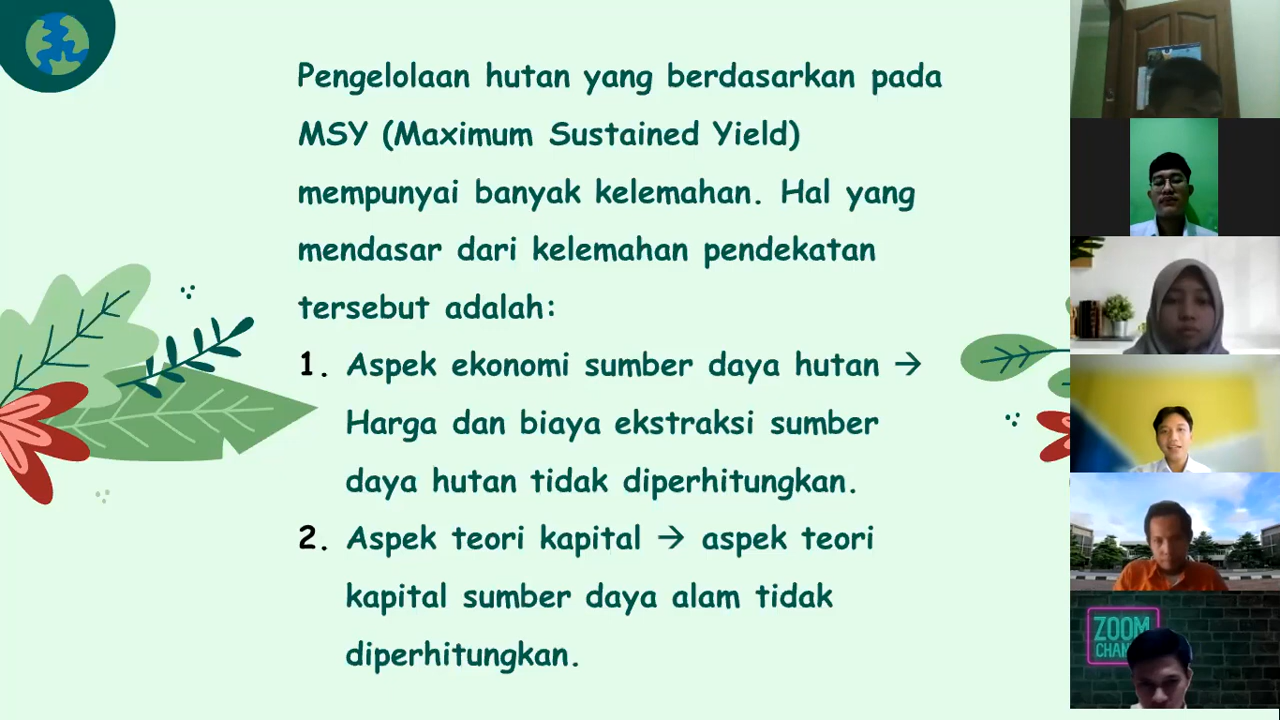 Pengelolaan hutan yang berdasarkan pada
MSY (Maximum Sustained Yield)
mempunyai banyak kelemahan. Hal yang
mendasar dari kelemahan pendekatan
tersebut adalah:
1. Aspek ekonomi sumber daya hutan →
Harga dan biaya ekstraksi sumber
daya hutan tidak diperhitungkan.
2. Aspek teori kapital → aspek teori
kapital sumber daya alam tidak
diperhitungkan.
ZOOM